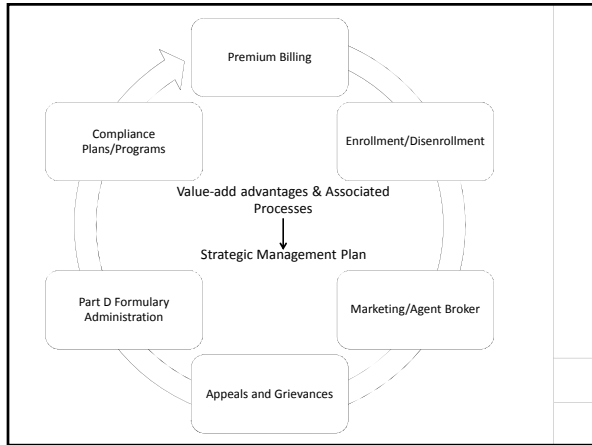 Premium Billing
Compliance
Plans/Programs
Enrollment/Disenrollment
Value-add advantages & Associated
Processes
Strategic Management Plan
Part D Formulary
Administration
Marketing/Agent Broker
Appeals and Grievances